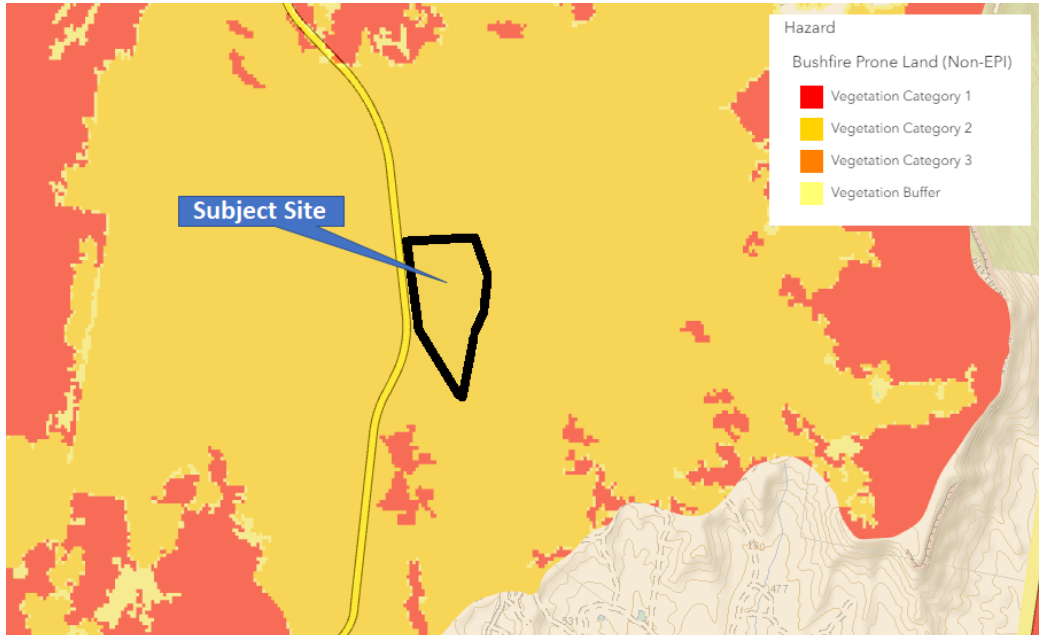 Hazard
Bushfire Prone Land (Non-EPI)
Vegetation Category 1
Vegetation Category 2
Vegetation Category 3
Vegetation Buffer
Subject Site
477
531